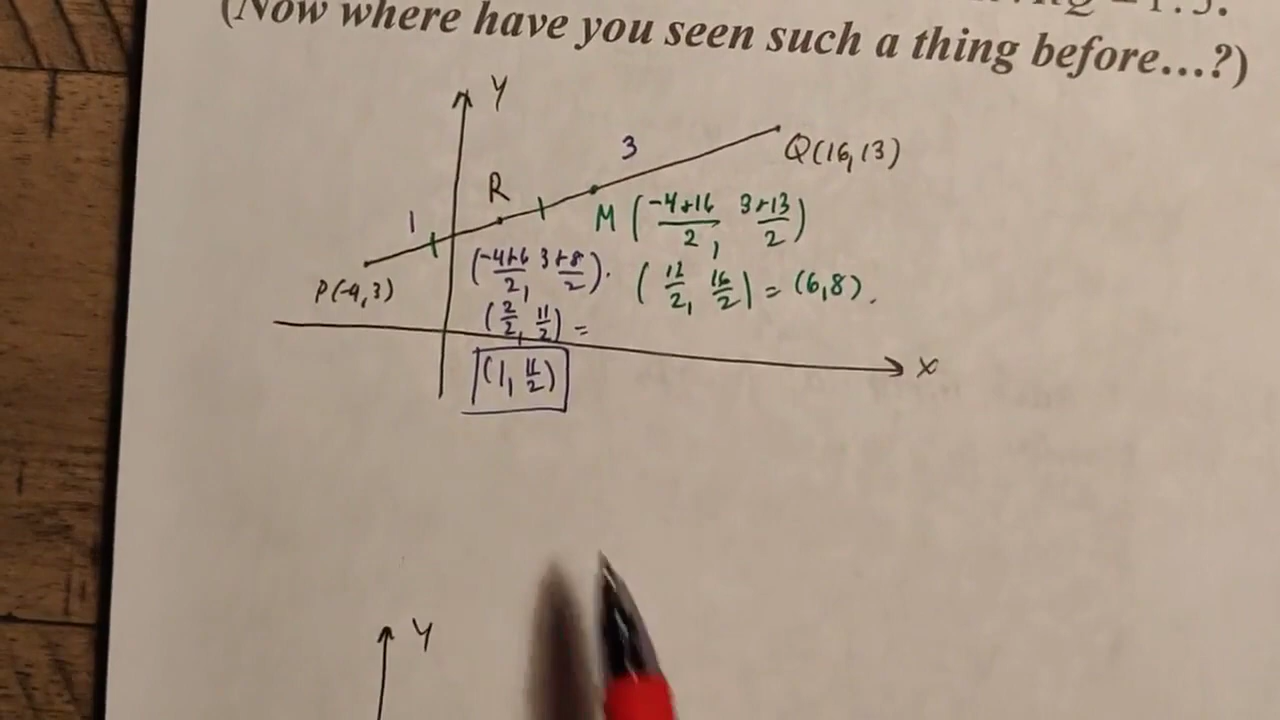 (Now where have you seen such a thing before...?)
Y
3
Q(16,13)
R
1
M (-4+16/2, 3+13/2)
P(-4,3)
(-4+6/2, 3+8/2).
(12/2, 16/2) = (6,8).
(2/2, 11/2) =
(1, 11/2)
X
Y